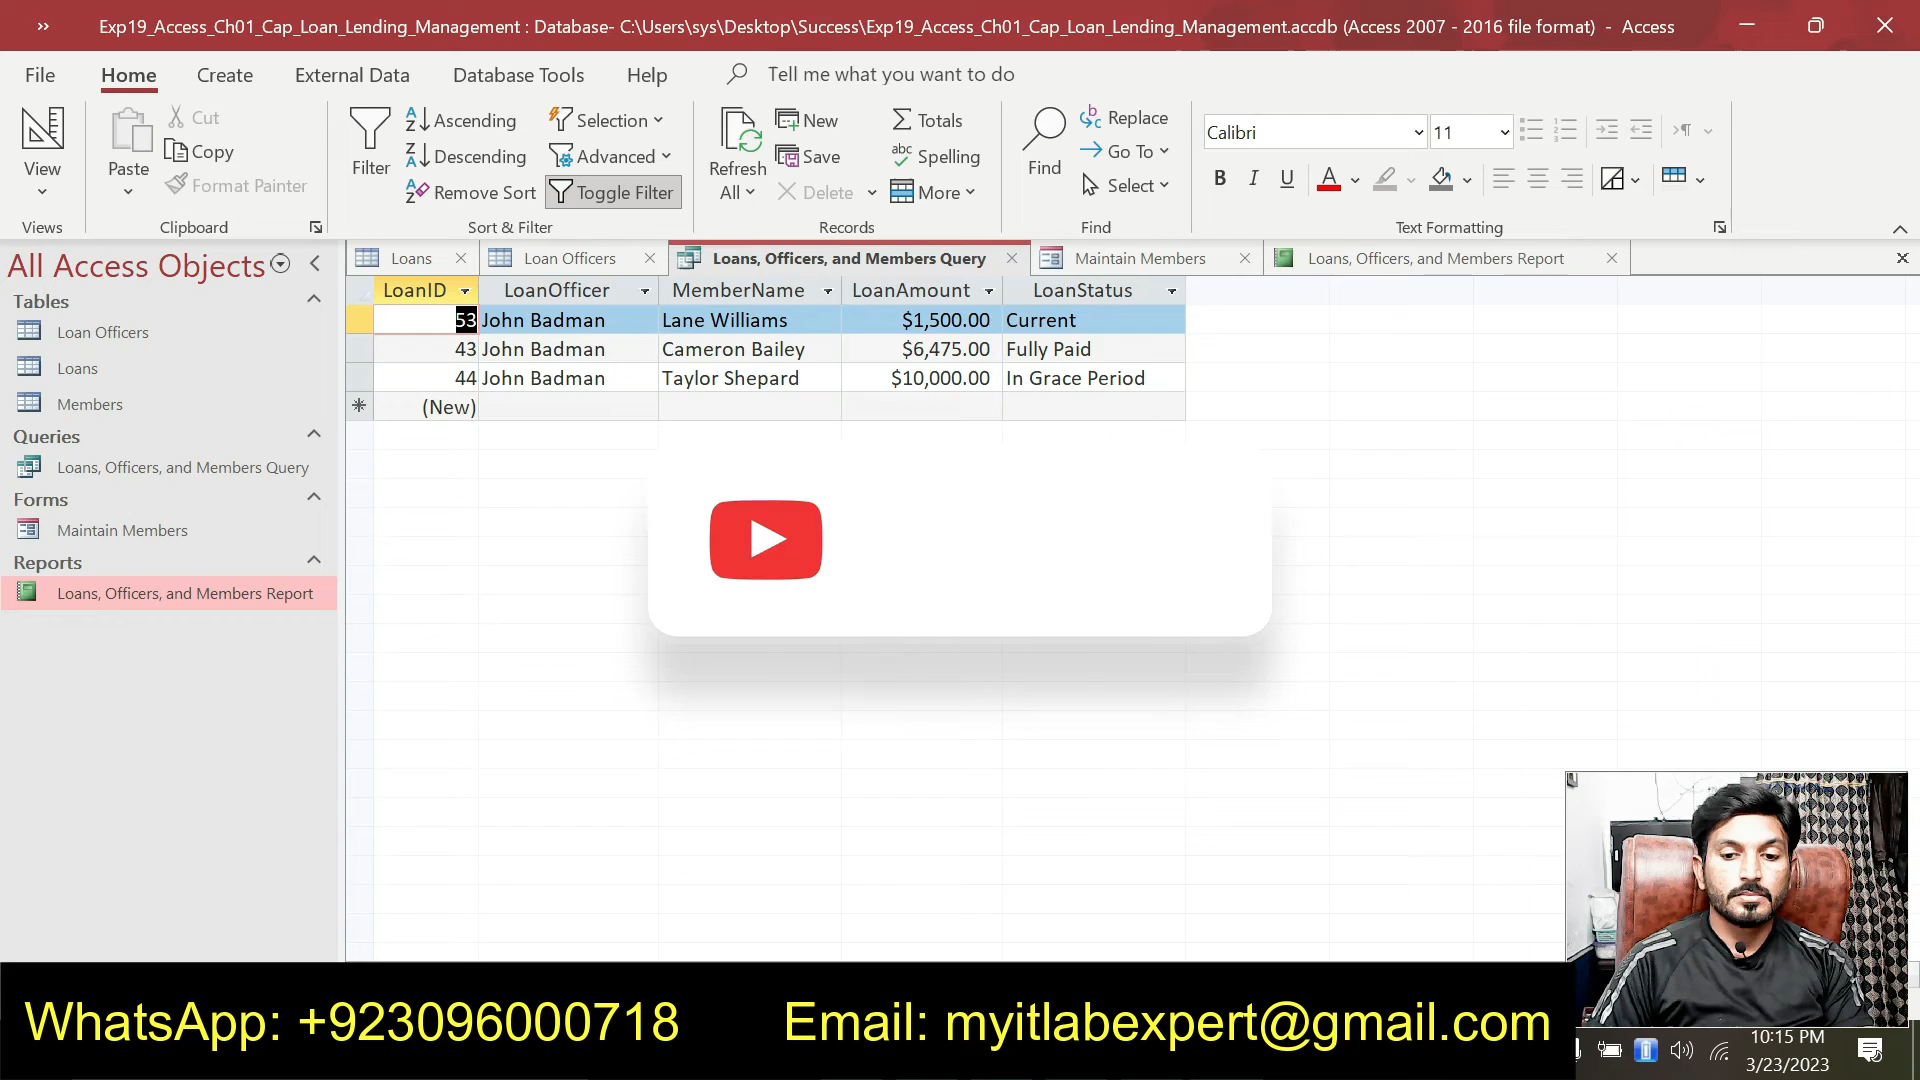 Exp19_Access_Ch01_Cap_Loan_Lending_Management : Database- C:\Users\sys\Desktop\Success\Exp19_Access_Ch01_Cap_Loan_Lending_Management.accdb (Access 2007 - 2016 file format) - Access
File Home Create External Data Database Tools Help Tell me what you want to do
View
Views
Paste
Cut
Copy
Format Painter
Clipboard
Filter
Ascending
Descending
Remove Sort
Selection
Advanced
Toggle Filter
Sort & Filter
Refresh
All
New
Save
Delete
Totals
Spelling
More
Records
Find
Replace
Go To
Select
Find
Calibri 11
B I U
Text Formatting
All Access Objects
Tables
Loan Officers
Loans
Members
Queries
Loans, Officers, and Members Query
Forms
Maintain Members
Reports
Loans, Officers, and Members Report
Loans Loan Officers Loans, Officers, and Members Query Maintain Members Loans, Officers, and Members Report
LoanID LoanOfficer MemberName LoanAmount LoanStatus
53 John Badman Lane Williams $1,500.00 Current
43 John Badman Cameron Bailey $6,475.00 Fully Paid
44 John Badman Taylor Shepard $10,000.00 In Grace Period
(New)
WhatsApp: +923096000718 Email: myitlabexpert@gmail.com
10:15 PM
3/23/2023